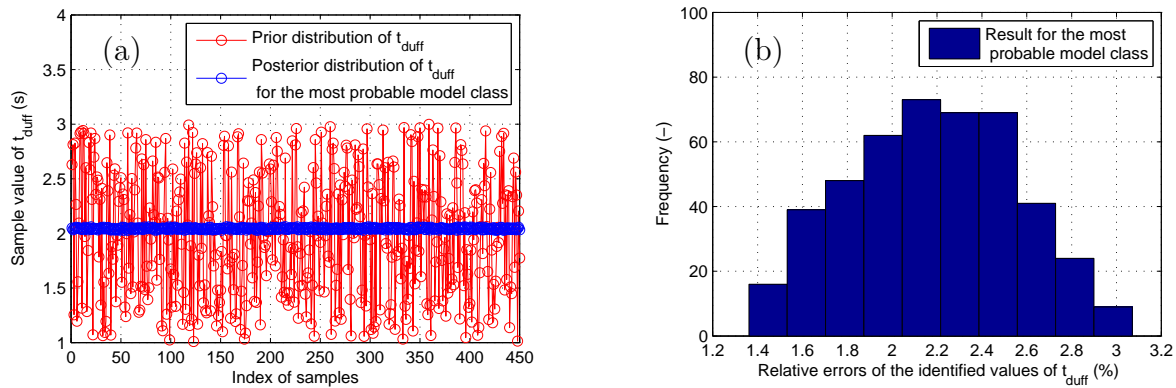 (a)
Prior distribution of t_duff
Posterior distribution of t_duff
for the most probable model class
Sample value of t_duff (s)
4
3.5
3
2.5
2
1.5
1
0 50 100 150 200 250 300 350 400 450
Index of samples
(b)
Result for the most
probable model class
Frequency (–)
100
80
60
40
20
0
1.2 1.4 1.6 1.8 2 2.2 2.4 2.6 2.8 3 3.2
Relative errors of the identified values of t_duff (%)